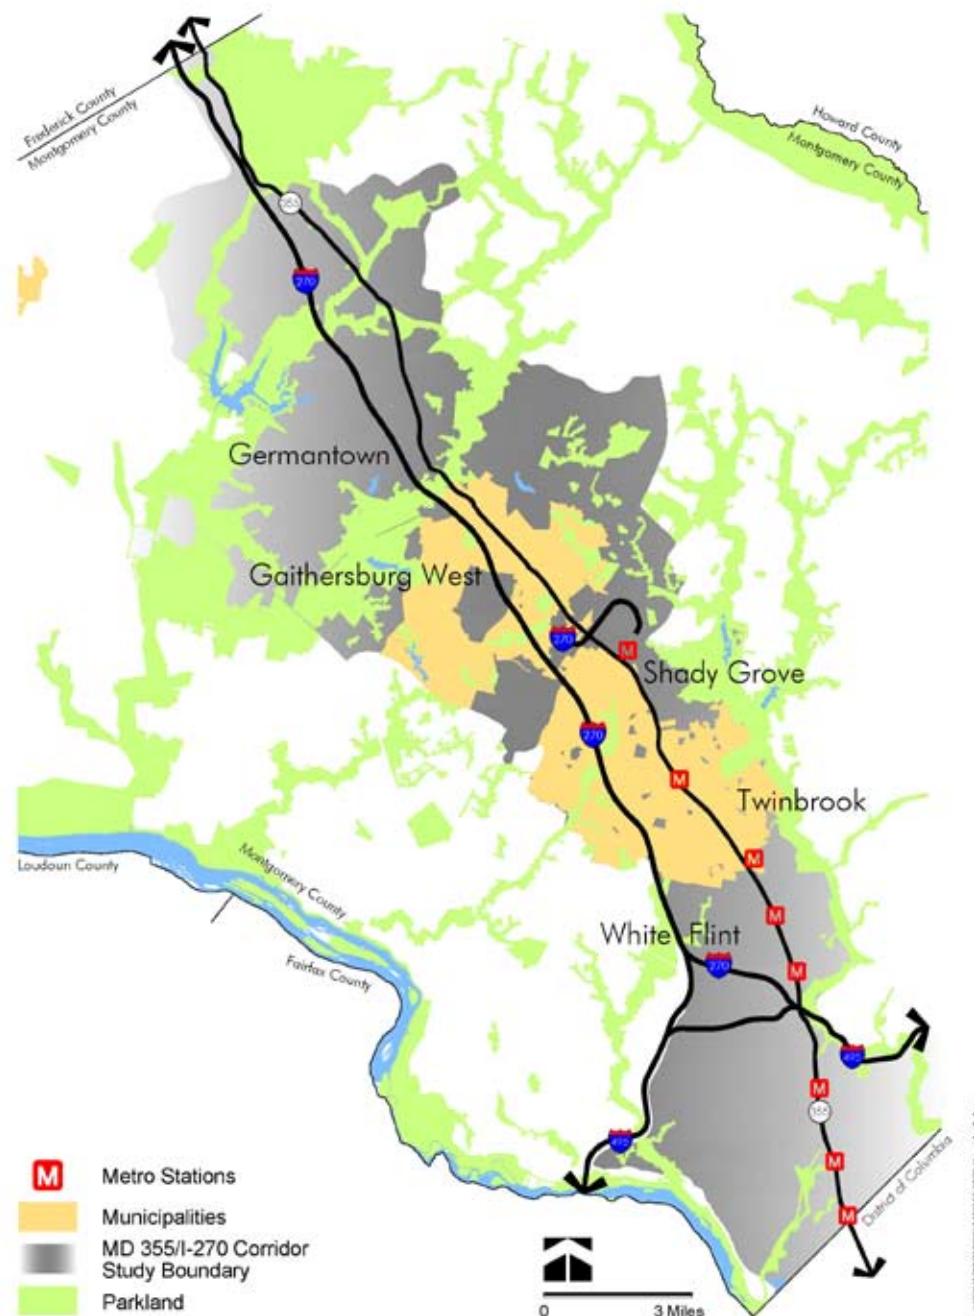 Frederick County
Montgomery County
Howard County
Montgomery County
355
270
Germantown
Gaithersburg West
270
M
Shady Grove
270
M
Twinbrook
Loudoun County
Montgomery County
M
M
White Flint
Fairfax County
270
M
495
M
355
495
M
District of Columbia
M
M Metro Stations
Municipalities
MD 355/I-270 Corridor
Study Boundary
Parkland
0 3 Miles